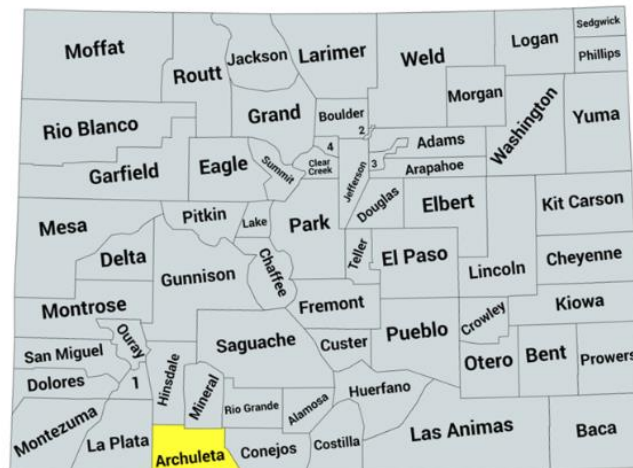 Moffat
Routt
Jackson
Larimer
Weld
Logan
Sedgwick
Phillips
Rio Blanco
Grand
Boulder
Morgan
Washington
Yuma
Garfield
Eagle
Summit
4
Clear
Creek
2
3
Jefferson
Adams
Arapahoe
Mesa
Pitkin
Lake
Park
Douglas
Elbert
Kit Carson
Delta
Gunnison
Chaffee
Teller
El Paso
Lincoln
Cheyenne
Montrose
Ouray
Fremont
Pueblo
Crowley
Kiowa
San Miguel
Saguache
Custer
Otero
Bent
Prowers
Dolores
1
Hinsdale
Mineral
Rio Grande
Alamosa
Huerfano
Montezuma
La Plata
Archuleta
Conejos
Costilla
Las Animas
Baca